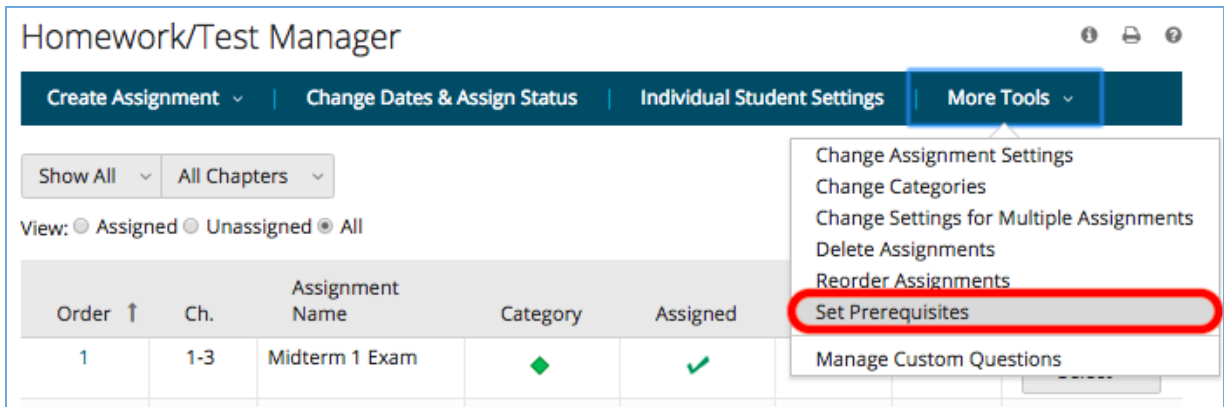 Homework/Test Manager
Create Assignment | Change Dates & Assign Status | Individual Student Settings | More Tools
Show All All Chapters
View: Assigned Unassigned All
Change Assignment Settings
Change Categories
Change Settings for Multiple Assignments
Delete Assignments
Reorder Assignments
Set Prerequisites
Manage Custom Questions
Order ↑ Ch. Assignment Name Category Assigned
1 1-3 Midterm 1 Exam